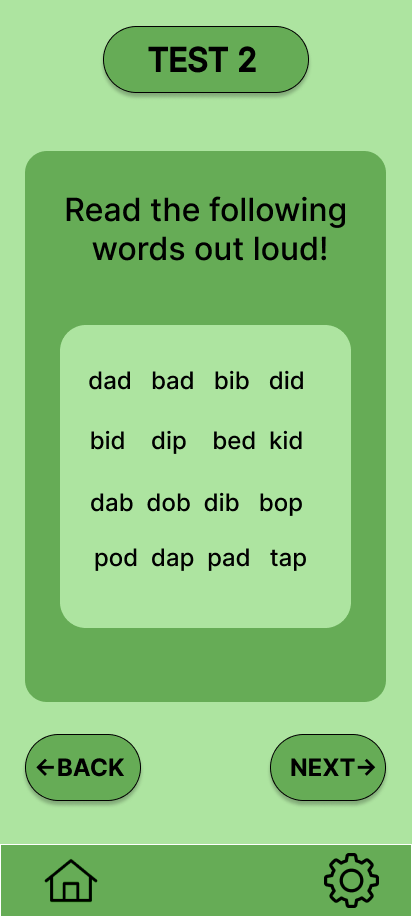 TEST 2
Read the following
words out loud!
dad bad bib did
bid dip bed kid
dab dob dib bop
pod dap pad tap
←BACK NEXT→